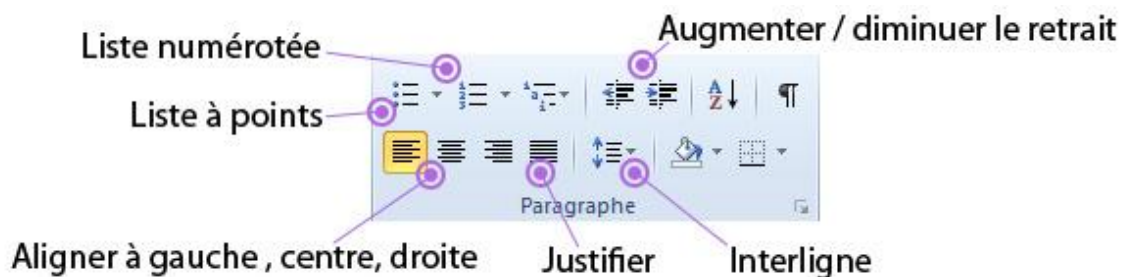 Augmenter / diminuer le retrait
Liste numérotée
Liste à points
A
Z
¶
Paragraphe
Aligner à gauche , centre, droite
Justifier
Interligne